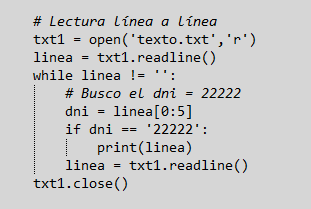 # Lectura línea a línea
txt1 = open('texto.txt','r')
linea = txt1.readline()
while linea != '':
    # Busco el dni = 22222
    dni = linea[0:5]
    if dni == '22222':
        print(linea)
    linea = txt1.readline()
txt1.close()